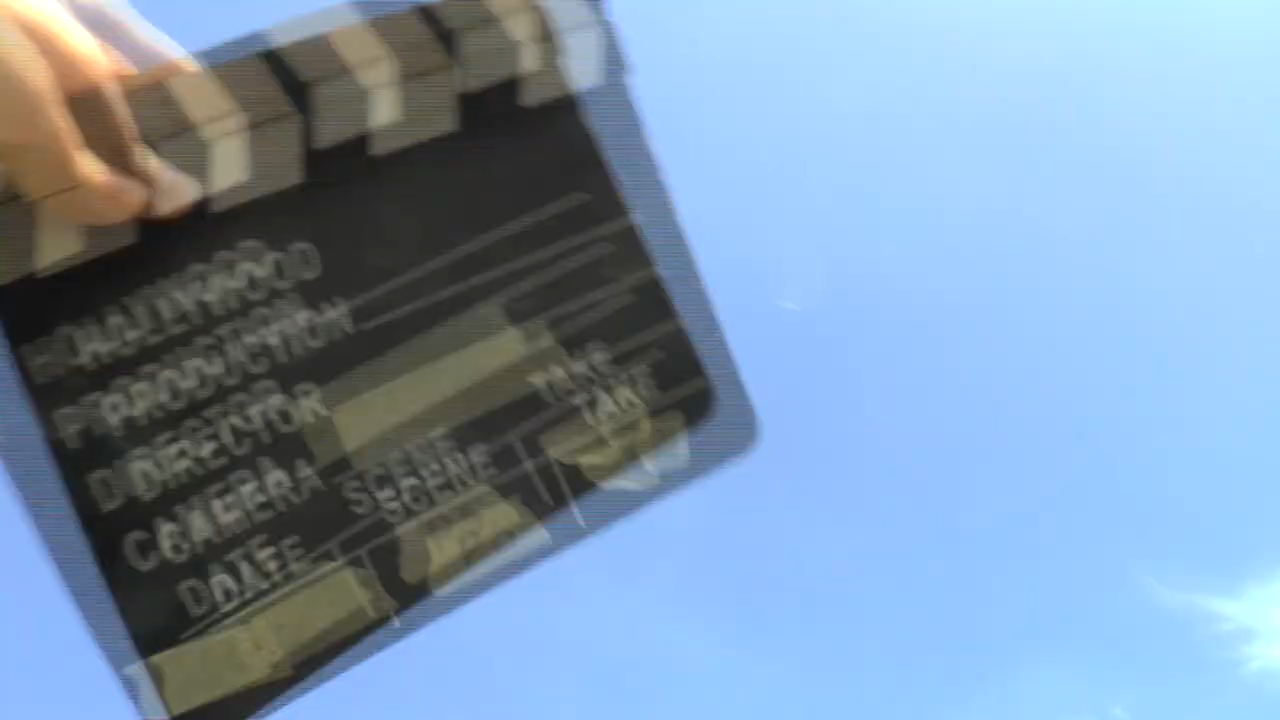 HOLLYWOOD
PRODUCTION
DIRECTOR
CAMERA
DATE
SCENE
TAKE